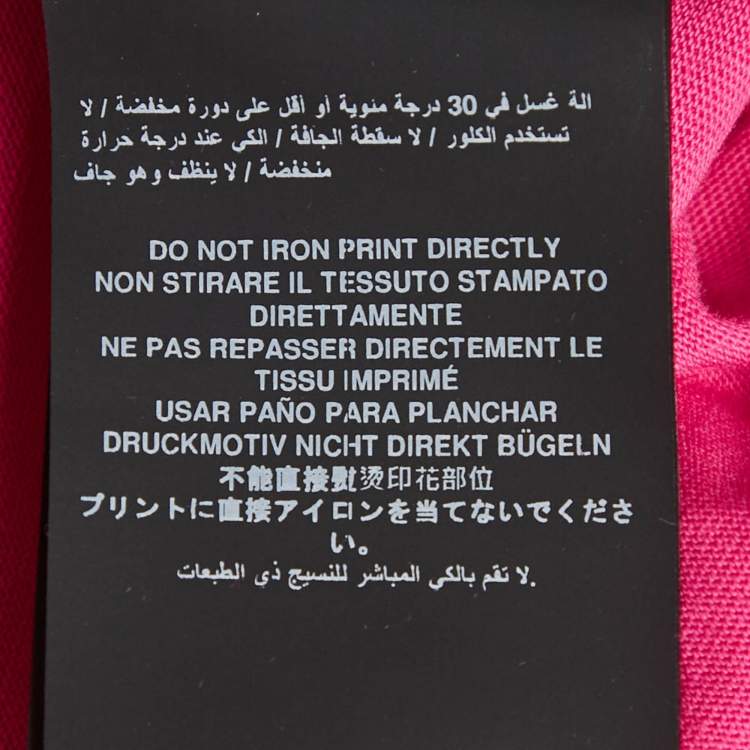 الة غسل في 30 درجة مئوية أو أقل على دورة مخفضة / لا
تستخدم الكلور / لا سقطة الجافة / الكي عند درجة حرارة
منخفضة / لا ينظف وهو جاف
DO NOT IRON PRINT DIRECTLY
NON STIRARE IL TESSUTO STAMPATO
DIRETTAMENTE
NE PAS REPASSER DIRECTEMENT LE
TISSU IMPRIMÉ
USAR PAÑO PARA PLANCHAR
DRUCKMOTIV NICHT DIREKT BÜGELN
不能直接熨烫印花部位
プリントに直接アイロンを当てないでくださ
い。
لا تقم بالكي المباشر للنسيج ذي الطبعات.